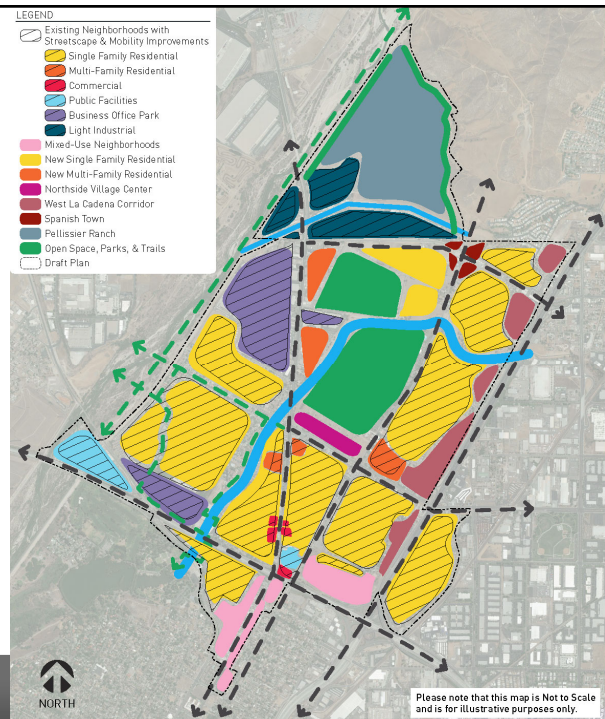 LEGEND
Existing Neighborhoods with
Streetscape & Mobility Improvements
Single Family Residential
Multi-Family Residential
Commercial
Public Facilities
Business Office Park
Light Industrial
Mixed-Use Neighborhoods
New Single Family Residential
New Multi-Family Residential
Northside Village Center
West La Cadena Corridor
Spanish Town
Pellissier Ranch
Open Space, Parks, & Trails
Draft Plan
NORTH
Please note that this map is Not to Scale
and is for illustrative purposes only.